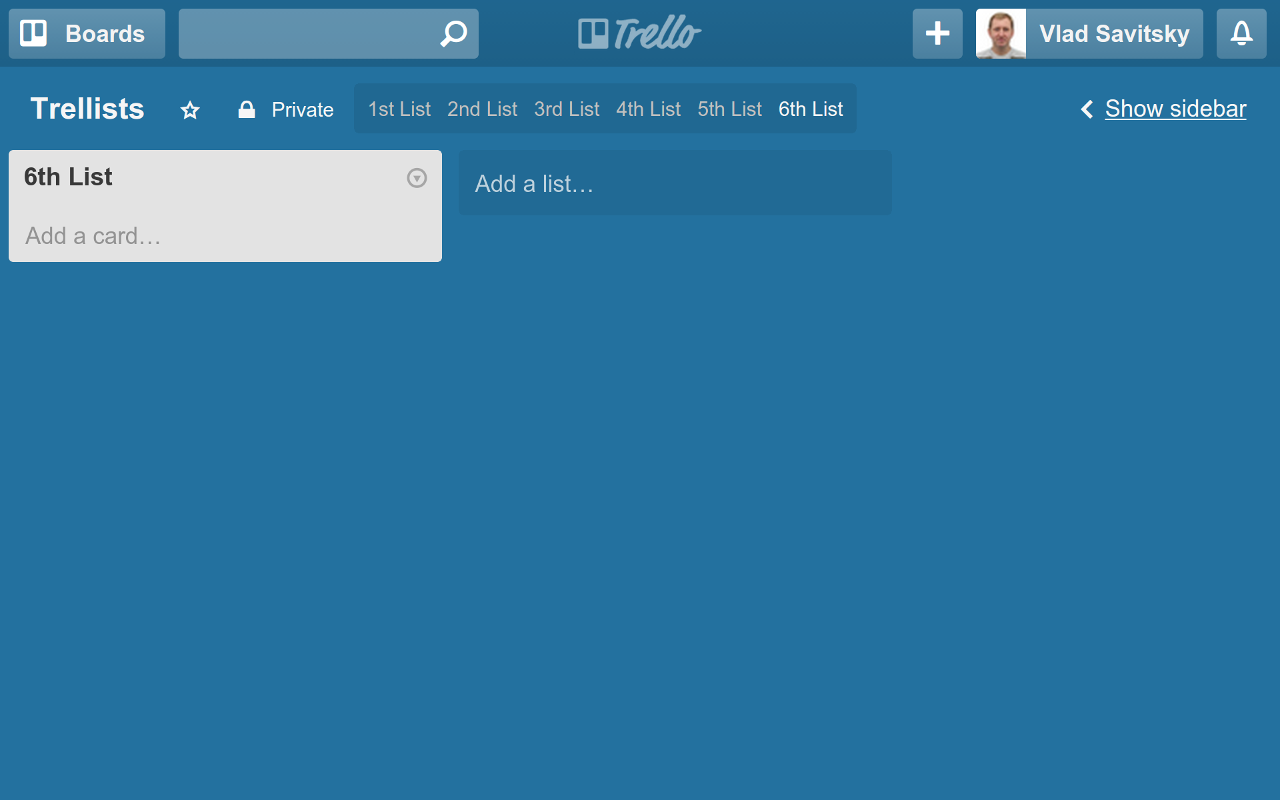 Boards Trello Vlad Savitsky
Trellists Private 1st List 2nd List 3rd List 4th List 5th List 6th List Show sidebar
6th List
Add a list…
Add a card…